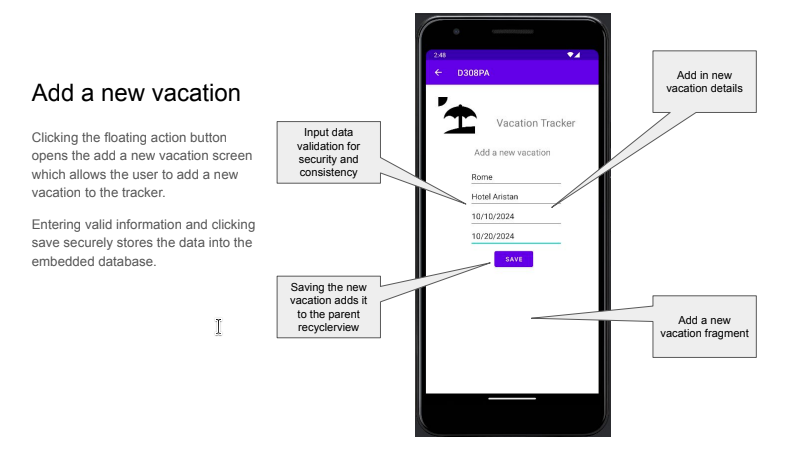 Add a new vacation
Clicking the floating action button
opens the add a new vacation screen
which allows the user to add a new
vacation to the tracker.
Entering valid information and clicking
save securely stores the data into the
embedded database.
Input data
validation for
security and
consistency
Saving the new
vacation adds it
to the parent
recyclerview
2:48
D308PA
Vacation Tracker
Add a new vacation
Rome
Hotel Aristan
10/10/2024
10/20/2024
SAVE
Add in new
vacation details
Add a new
vacation fragment